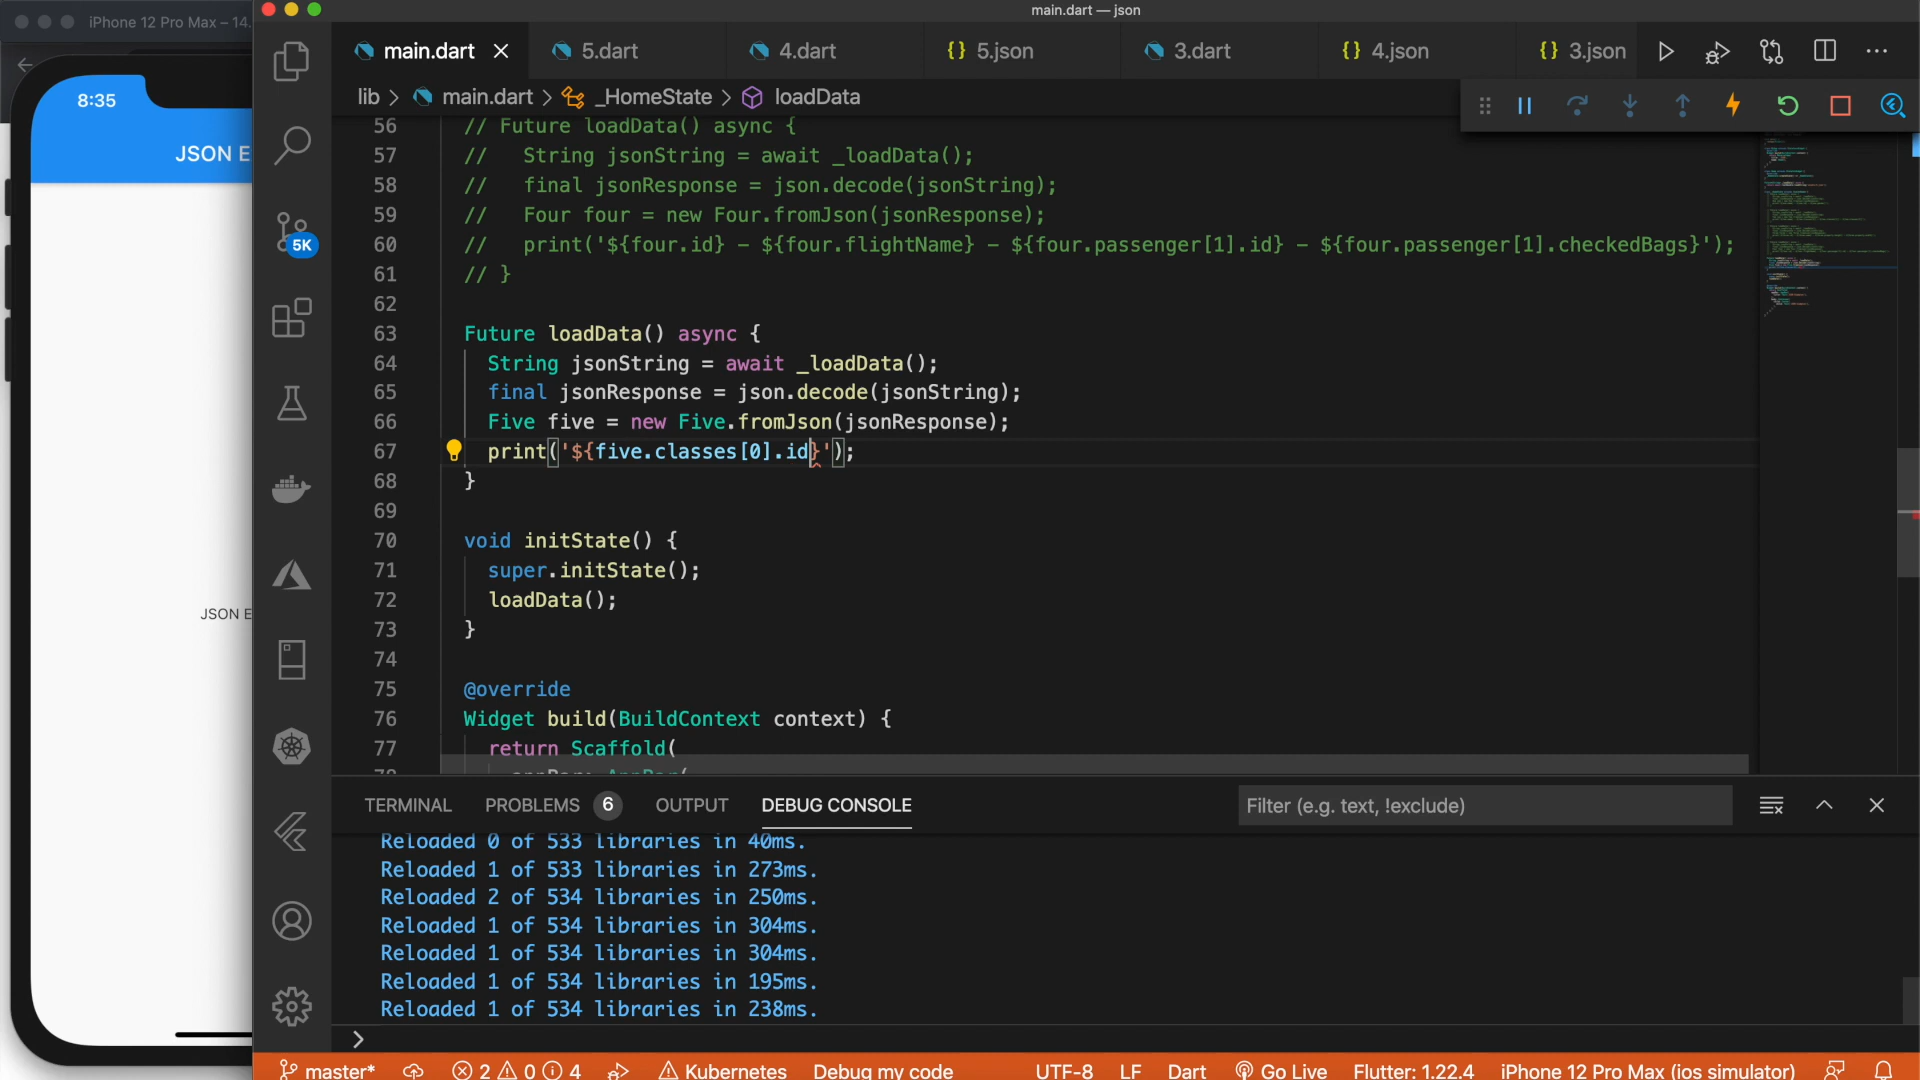 iPhone 12 Pro Max – 14.
main.dart — json
main.dart
5.dart
4.dart
5.json
3.dart
4.json
3.json
lib > main.dart > _HomeState > loadData
8:35
JSON E
JSON E
5K
56 // Future loadData() async {
57 //   String jsonString = await _loadData();
58 //   final jsonResponse = json.decode(jsonString);
59 //   Four four = new Four.fromJson(jsonResponse);
60 //   print('${four.id} - ${four.flightName} - ${four.passenger[1].id} - ${four.passenger[1].checkedBags}');
61 // }
62
63 Future loadData() async {
64   String jsonString = await _loadData();
65   final jsonResponse = json.decode(jsonString);
66   Five five = new Five.fromJson(jsonResponse);
67   print('${five.classes[0].id}');
68 }
69
70 void initState() {
71   super.initState();
72   loadData();
73 }
74
75 @override
76 Widget build(BuildContext context) {
77   return Scaffold(
TERMINAL PROBLEMS 6 OUTPUT DEBUG CONSOLE Filter (e.g. text, !exclude)
Reloaded 0 of 533 libraries in 40ms.
Reloaded 1 of 533 libraries in 273ms.
Reloaded 2 of 534 libraries in 250ms.
Reloaded 1 of 534 libraries in 304ms.
Reloaded 1 of 534 libraries in 304ms.
Reloaded 1 of 534 libraries in 195ms.
Reloaded 1 of 534 libraries in 238ms.
>
master* 2 0 4 Kubernetes Debug my code UTF-8 LF Dart Go Live Flutter: 1.22.4 iPhone 12 Pro Max (ios simulator)